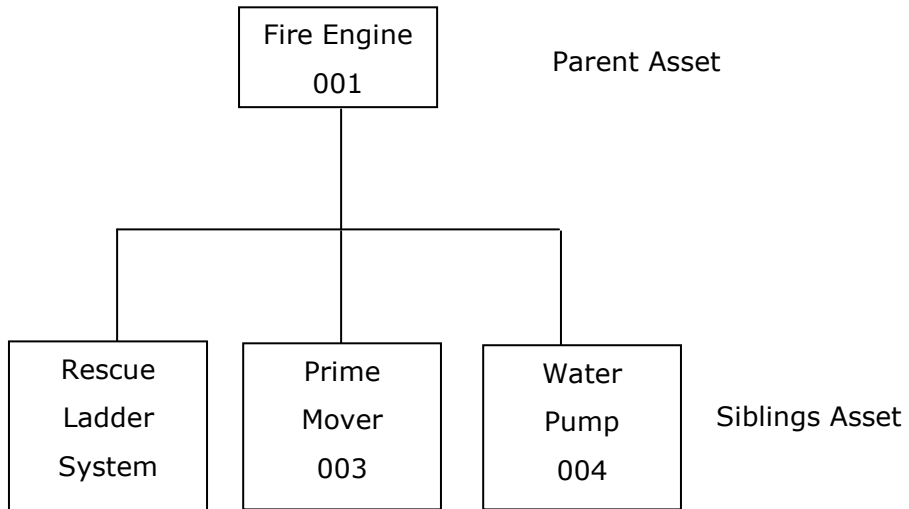 Fire Engine
001
Parent Asset
Rescue
Ladder
System
Prime
Mover
003
Water
Pump
004
Siblings Asset